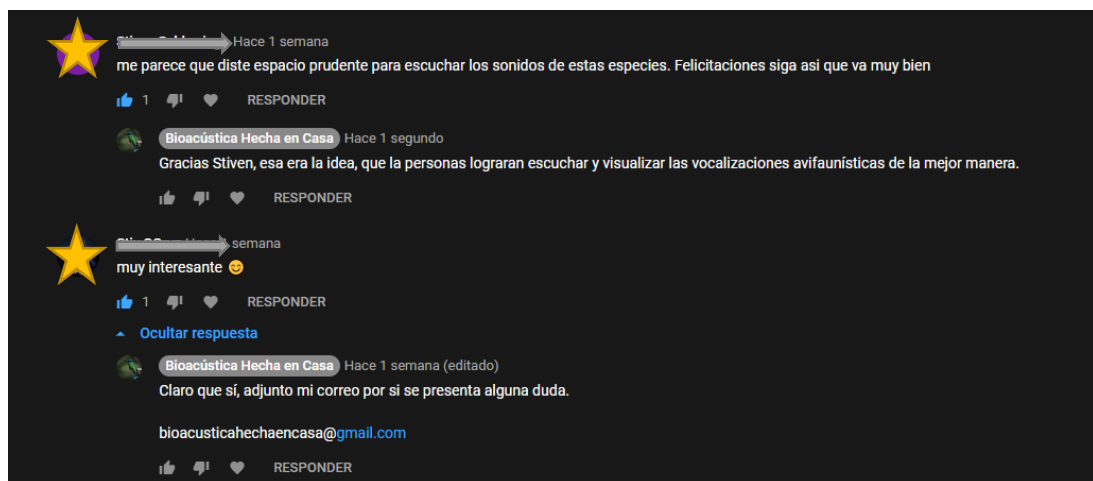 Hace 1 semana
me parece que diste espacio prudente para escuchar los sonidos de estas especies. Felicitaciones siga asi que va muy bien
1 RESPONDER
Bioacústica Hecha en Casa Hace 1 segundo
Gracias Stiven, esa era la idea, que la personas lograran escuchar y visualizar las vocalizaciones avifaunísticas de la mejor manera.
RESPONDER
semana
muy interesante 😊
1 RESPONDER
Ocultar respuesta
Bioacústica Hecha en Casa Hace 1 semana (editado)
Claro que sí, adjunto mi correo por si se presenta alguna duda.
bioacusticahechaencasa@gmail.com
RESPONDER